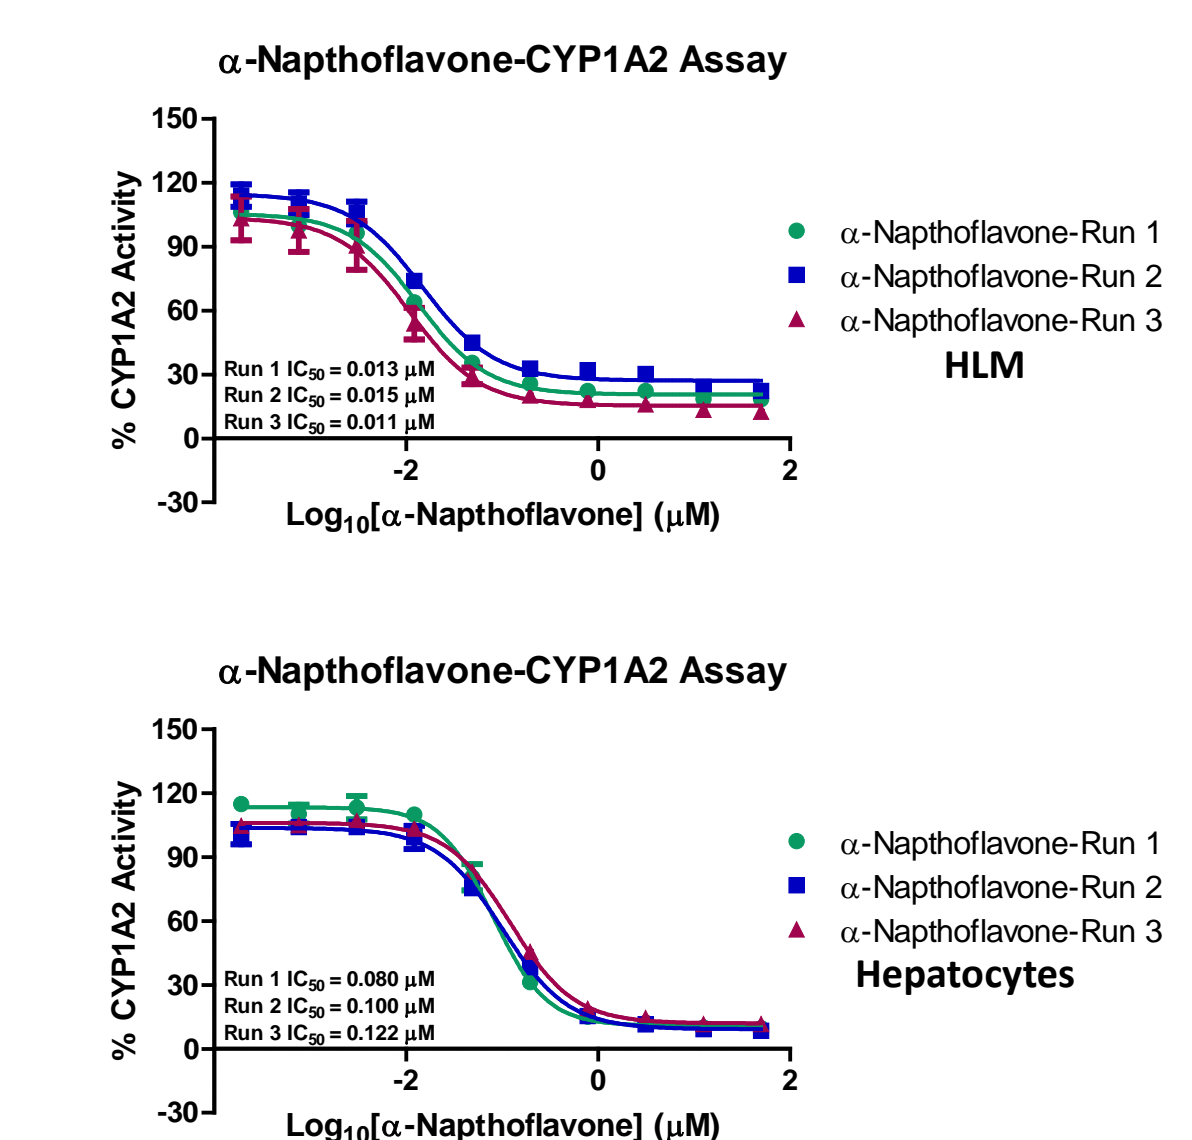 α-Napthoflavone-CYP1A2 Assay
150
120
90
60
30
0
-30
% CYP1A2 Activity
Run 1 IC50 = 0.013 μM
Run 2 IC50 = 0.015 μM
Run 3 IC50 = 0.011 μM
-2
0
2
Log10[α-Napthoflavone] (μM)
α-Napthoflavone-Run 1
α-Napthoflavone-Run 2
α-Napthoflavone-Run 3
HLM
α-Napthoflavone-CYP1A2 Assay
150
120
90
60
30
0
-30
% CYP1A2 Activity
Run 1 IC50 = 0.080 μM
Run 2 IC50 = 0.100 μM
Run 3 IC50 = 0.122 μM
-2
0
2
Log10[α-Napthoflavone] (μM)
α-Napthoflavone-Run 1
α-Napthoflavone-Run 2
α-Napthoflavone-Run 3
Hepatocytes